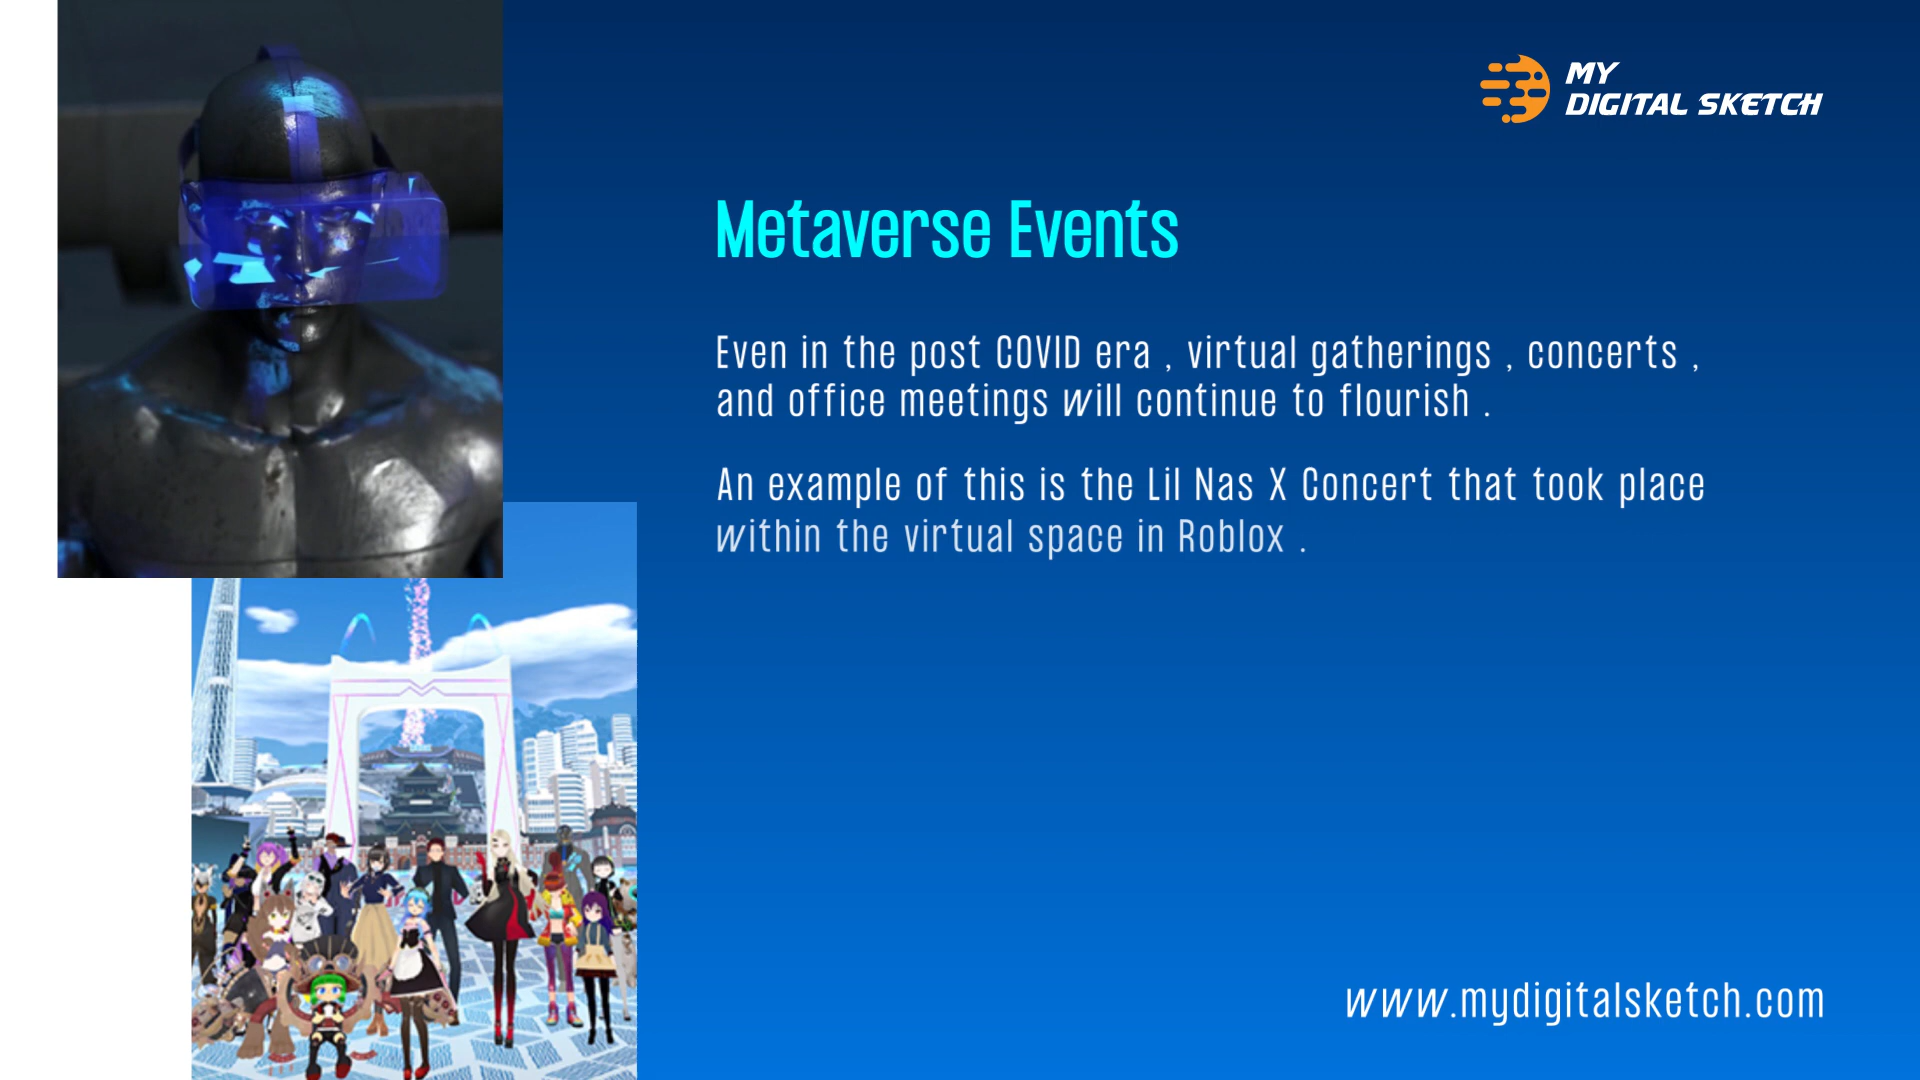 MY
DIGITAL SKETCH
Metaverse Events
Even in the post COVID era , virtual gatherings , concerts ,
and office meetings will continue to flourish .
An example of this is the Lil Nas X Concert that took place
within the virtual space in Roblox .
www.mydigitalsketch.com